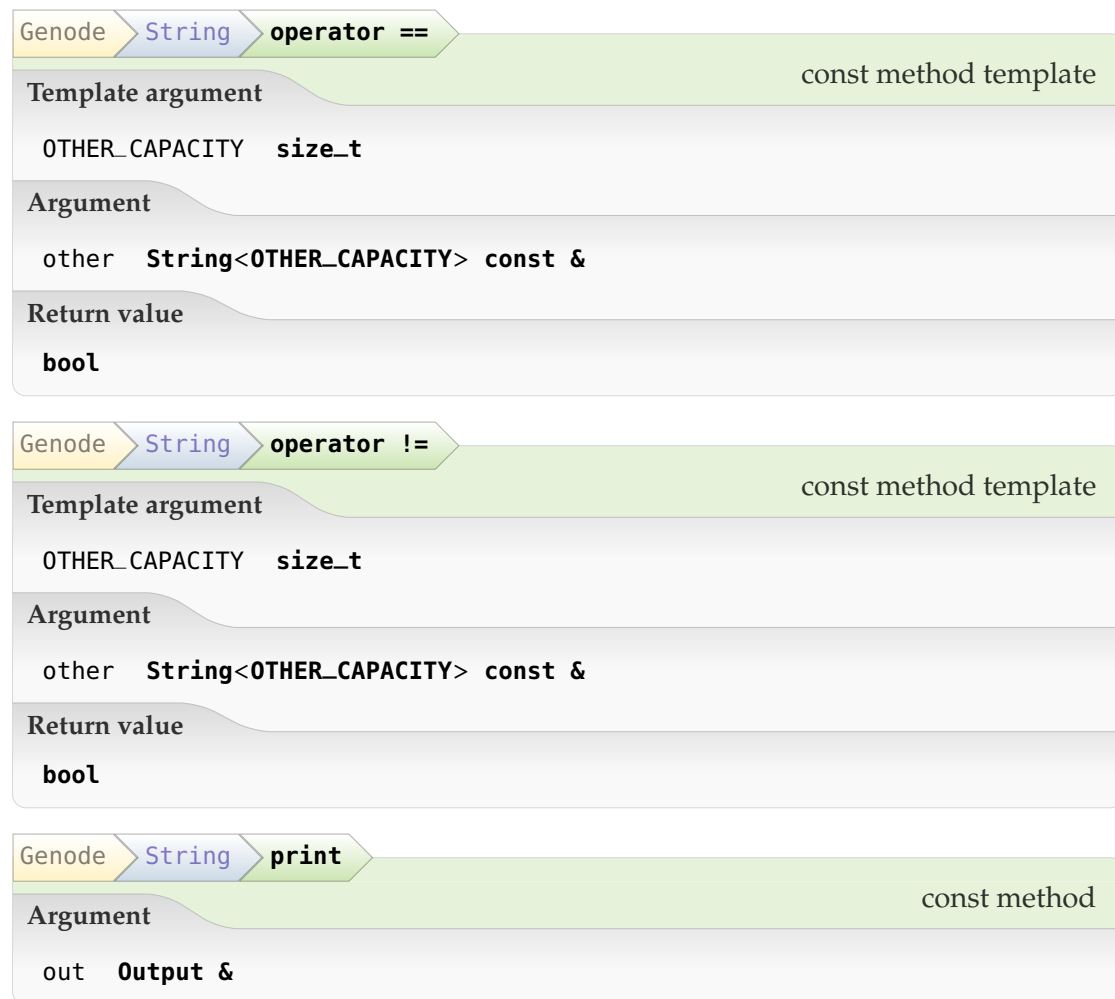 Genode String operator ==
const method template
Template argument
OTHER_CAPACITY size_t
Argument
other String<OTHER_CAPACITY> const &
Return value
bool
Genode String operator !=
const method template
Template argument
OTHER_CAPACITY size_t
Argument
other String<OTHER_CAPACITY> const &
Return value
bool
Genode String print
const method
Argument
out Output &